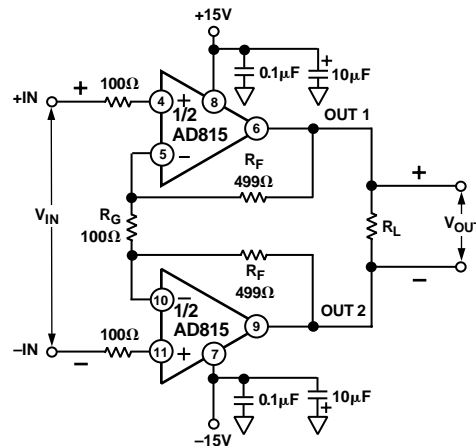 +15V
0.1µF
10µF
+
+IN
+
100Ω
4
+
8
1/2
AD815
6
OUT 1
5
–
R_F
499Ω
V_IN
R_G
100Ω
R_L
+
V_OUT
–
R_F
499Ω
10
–
1/2
AD815
9
OUT 2
–IN
–
100Ω
11
+
7
0.1µF
10µF
+
–15V